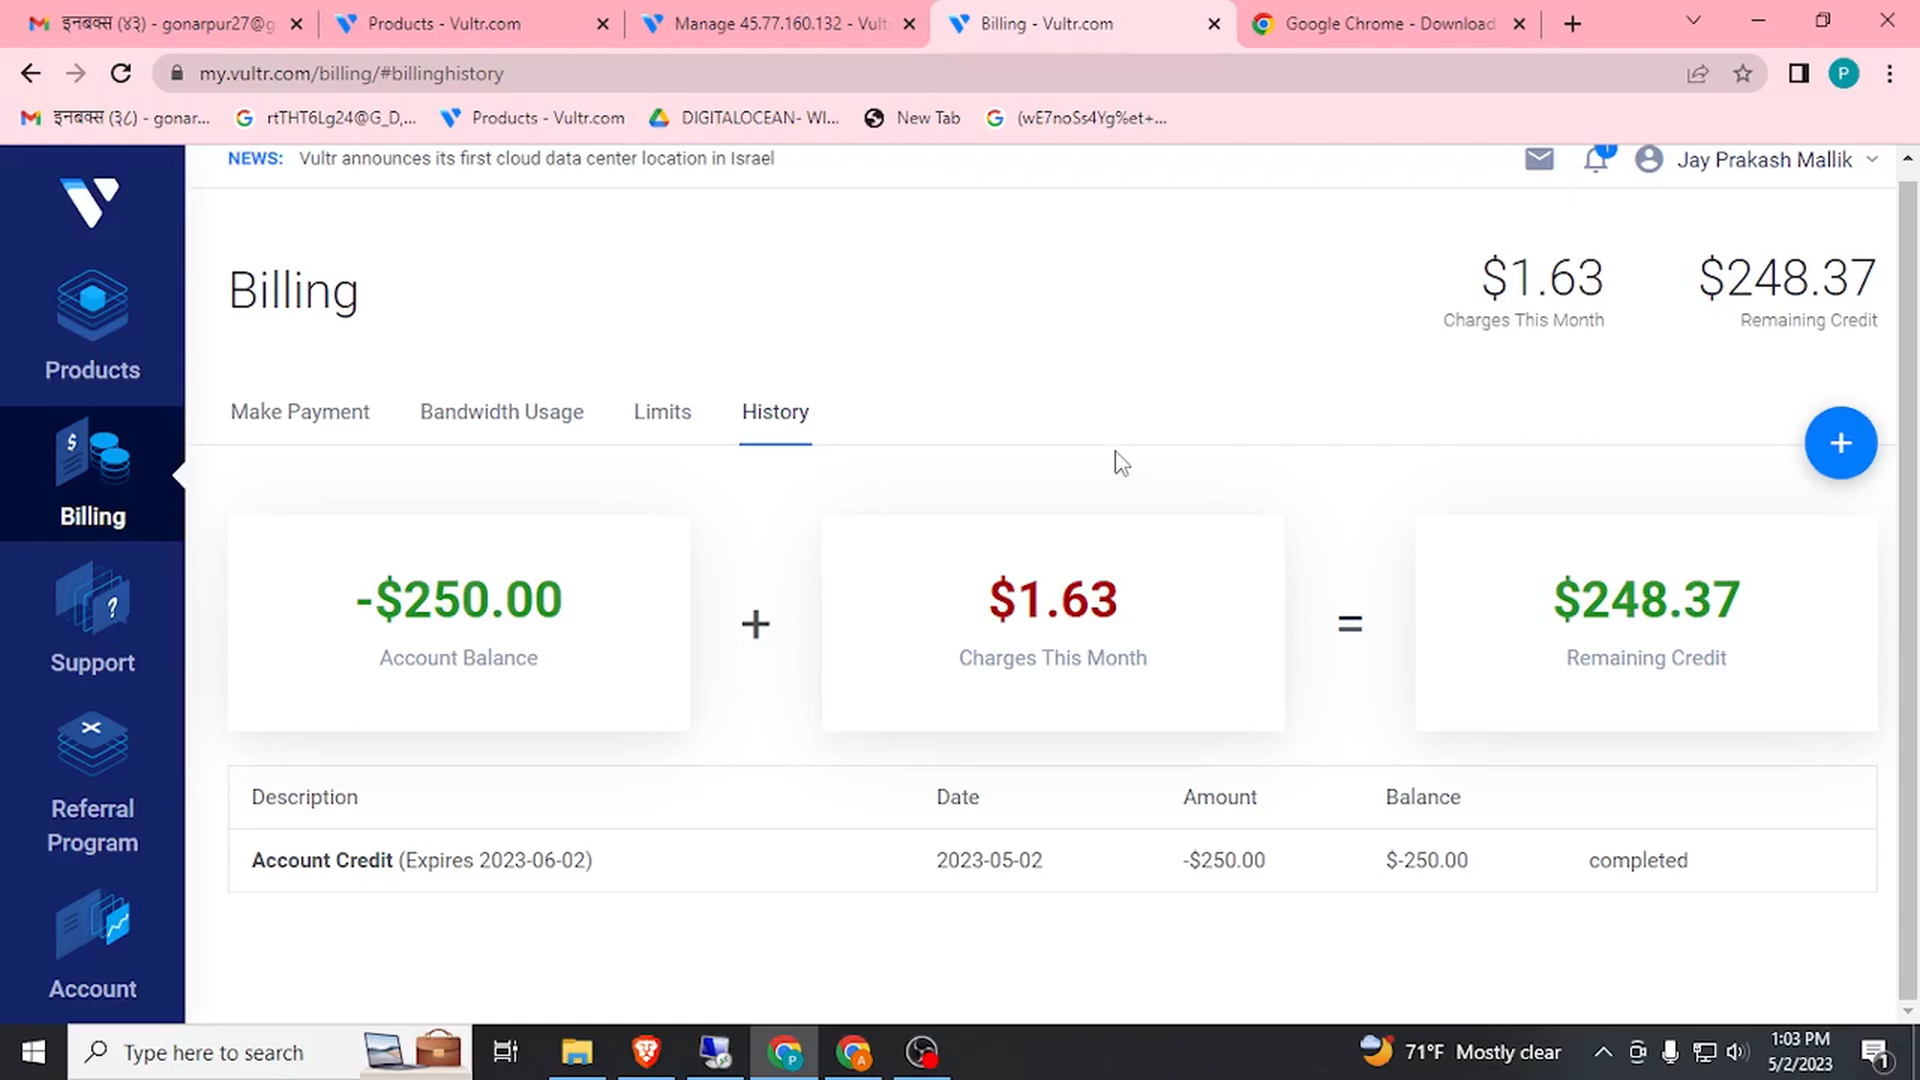 इनबक्स (४३) - gonarpur27@g
Products - Vultr.com
Manage 45.77.160.132 - Vult
Billing - Vultr.com
Google Chrome - Download
my.vultr.com/billing/#billinghistory
P
इनबक्स (३८) - gonar...
rtTHT6Lg24@G_D,...
Products - Vultr.com
DIGITALOCEAN- WI...
New Tab
(wE7noSs4Yg%et+...
NEWS: Vultr announces its first cloud data center location in Israel
Jay Prakash Mallik
Billing
$1.63
Charges This Month
$248.37
Remaining Credit
Make Payment Bandwidth Usage Limits History
+
-$250.00
Account Balance
+
$1.63
Charges This Month
=
$248.37
Remaining Credit
Description Date Amount Balance
Account Credit (Expires 2023-06-02) 2023-05-02 -$250.00 $-250.00 completed
Products
Billing
Support
Referral
Program
Account
Type here to search
71°F Mostly clear
1:03 PM
5/2/2023
1